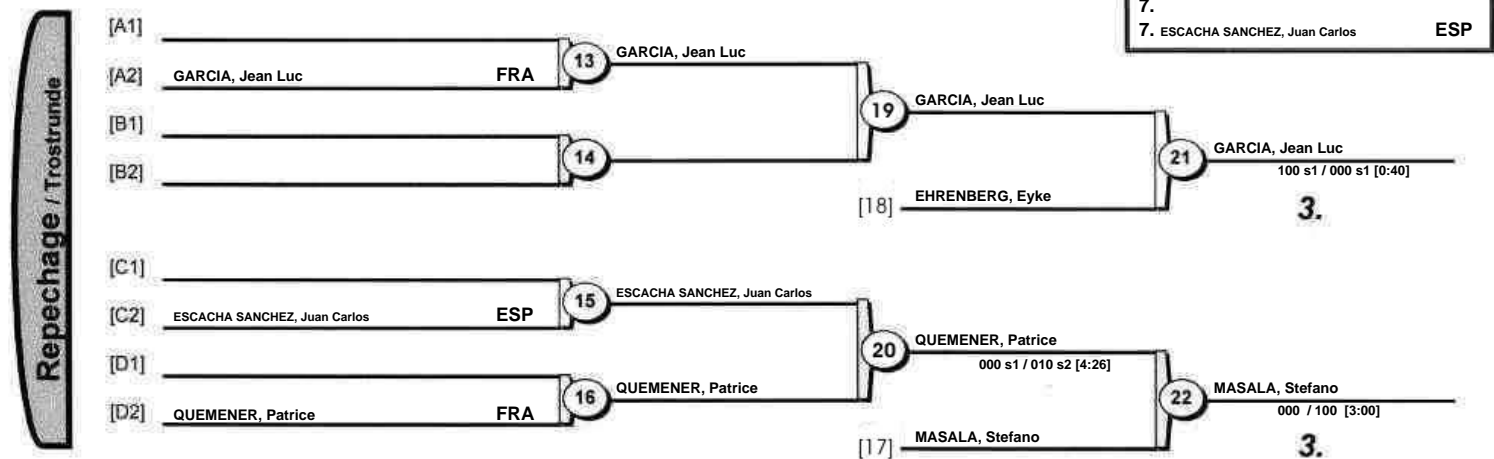 7.
7. ESCACHA SANCHEZ, Juan Carlos ESP
Repechage / Trostrunde
[A1]
[A2] GARCIA, Jean Luc FRA
13 GARCIA, Jean Luc
[B1]
[B2]
14
19 GARCIA, Jean Luc
[18] EHRENBERG, Eyke
21 GARCIA, Jean Luc
100 s1 / 000 s1 [0:40]
3.
[C1]
[C2] ESCACHA SANCHEZ, Juan Carlos ESP
15 ESCACHA SANCHEZ, Juan Carlos
[D1]
[D2] QUEMENER, Patrice FRA
16 QUEMENER, Patrice
20 QUEMENER, Patrice
000 s1 / 010 s2 [4:26]
[17] MASALA, Stefano
22 MASALA, Stefano
000 / 100 [3:00]
3.